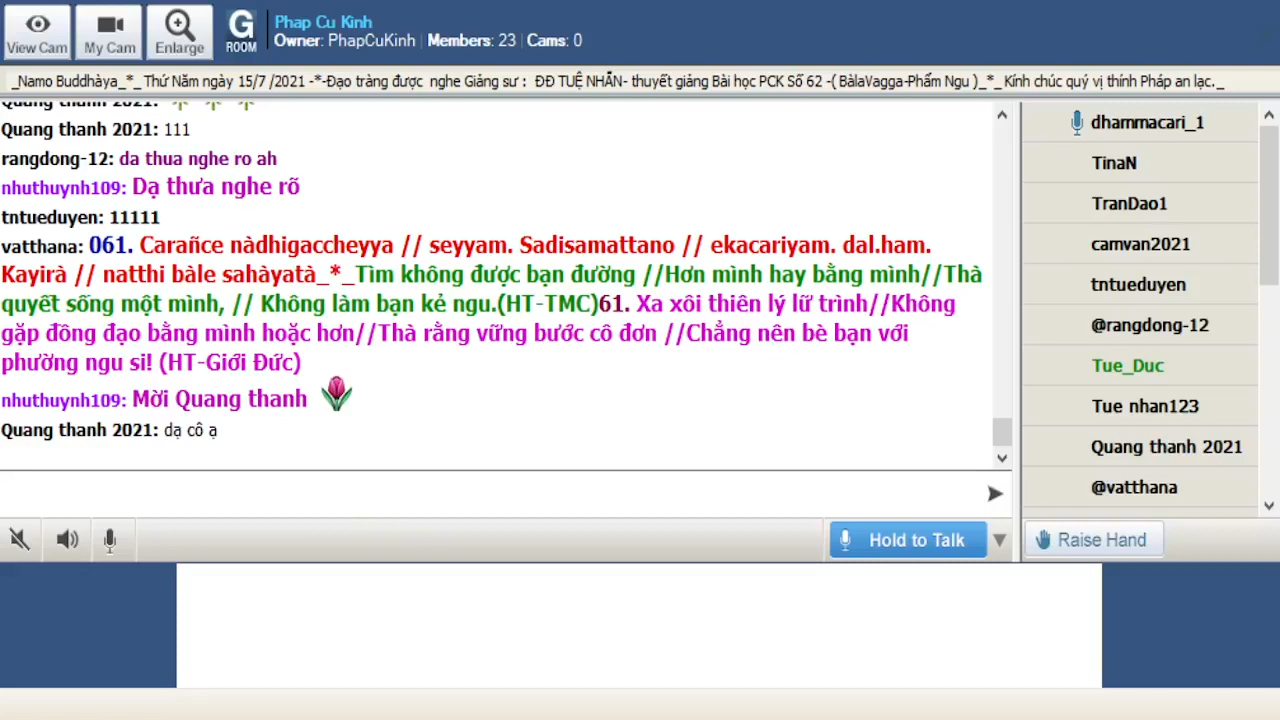 View Cam
My Cam
Enlarge
G
ROOM
Phap Cu Kinh
Owner: PhapCuKinh | Members: 23 | Cams: 0
_Namo Buddhàya_*_ Thứ Năm ngày 15/7 /2021 -*-Đạo tràng được nghe Giảng sư : ĐĐ TUỆ NHẪN- thuyết giảng Bài học PCK Số 62 -( BàlaVagga-Phẩm Ngu )_*_ Kính chúc quý vị thính Pháp an lạc._
Quang thanh 2021:
Quang thanh 2021: 111
rangdong-12: da thua nghe ro ah
nhuthuynh109: Dạ thưa nghe rõ
tntueduyen: 11111
vatthana: 061. Carañce nàdhigaccheyya // seyyam. Sadisamattano // ekacariyam. dal.ham.
Kayirà // natthi bàle sahàyatà_*_Tìm không được bạn đường //Hơn mình hay bằng mình//Thà
quyết sống một mình, // Không làm bạn kẻ ngu.(HT-TMC)61. Xa xôi thiên lý lữ trình//Không
gặp đồng đạo bằng mình hoặc hơn//Thà rằng vững bước cô đơn //Chẳng nên bè bạn với
phường ngu si! (HT-Giới Đức)
nhuthuynh109: Mời Quang thanh
Quang thanh 2021: dạ cô ạ
dhammacari_1
TinaN
TranDao1
camvan2021
tntueduyen
@rangdong-12
Tue_Duc
Tue nhan123
Quang thanh 2021
@vatthana
Hold to Talk
Raise Hand